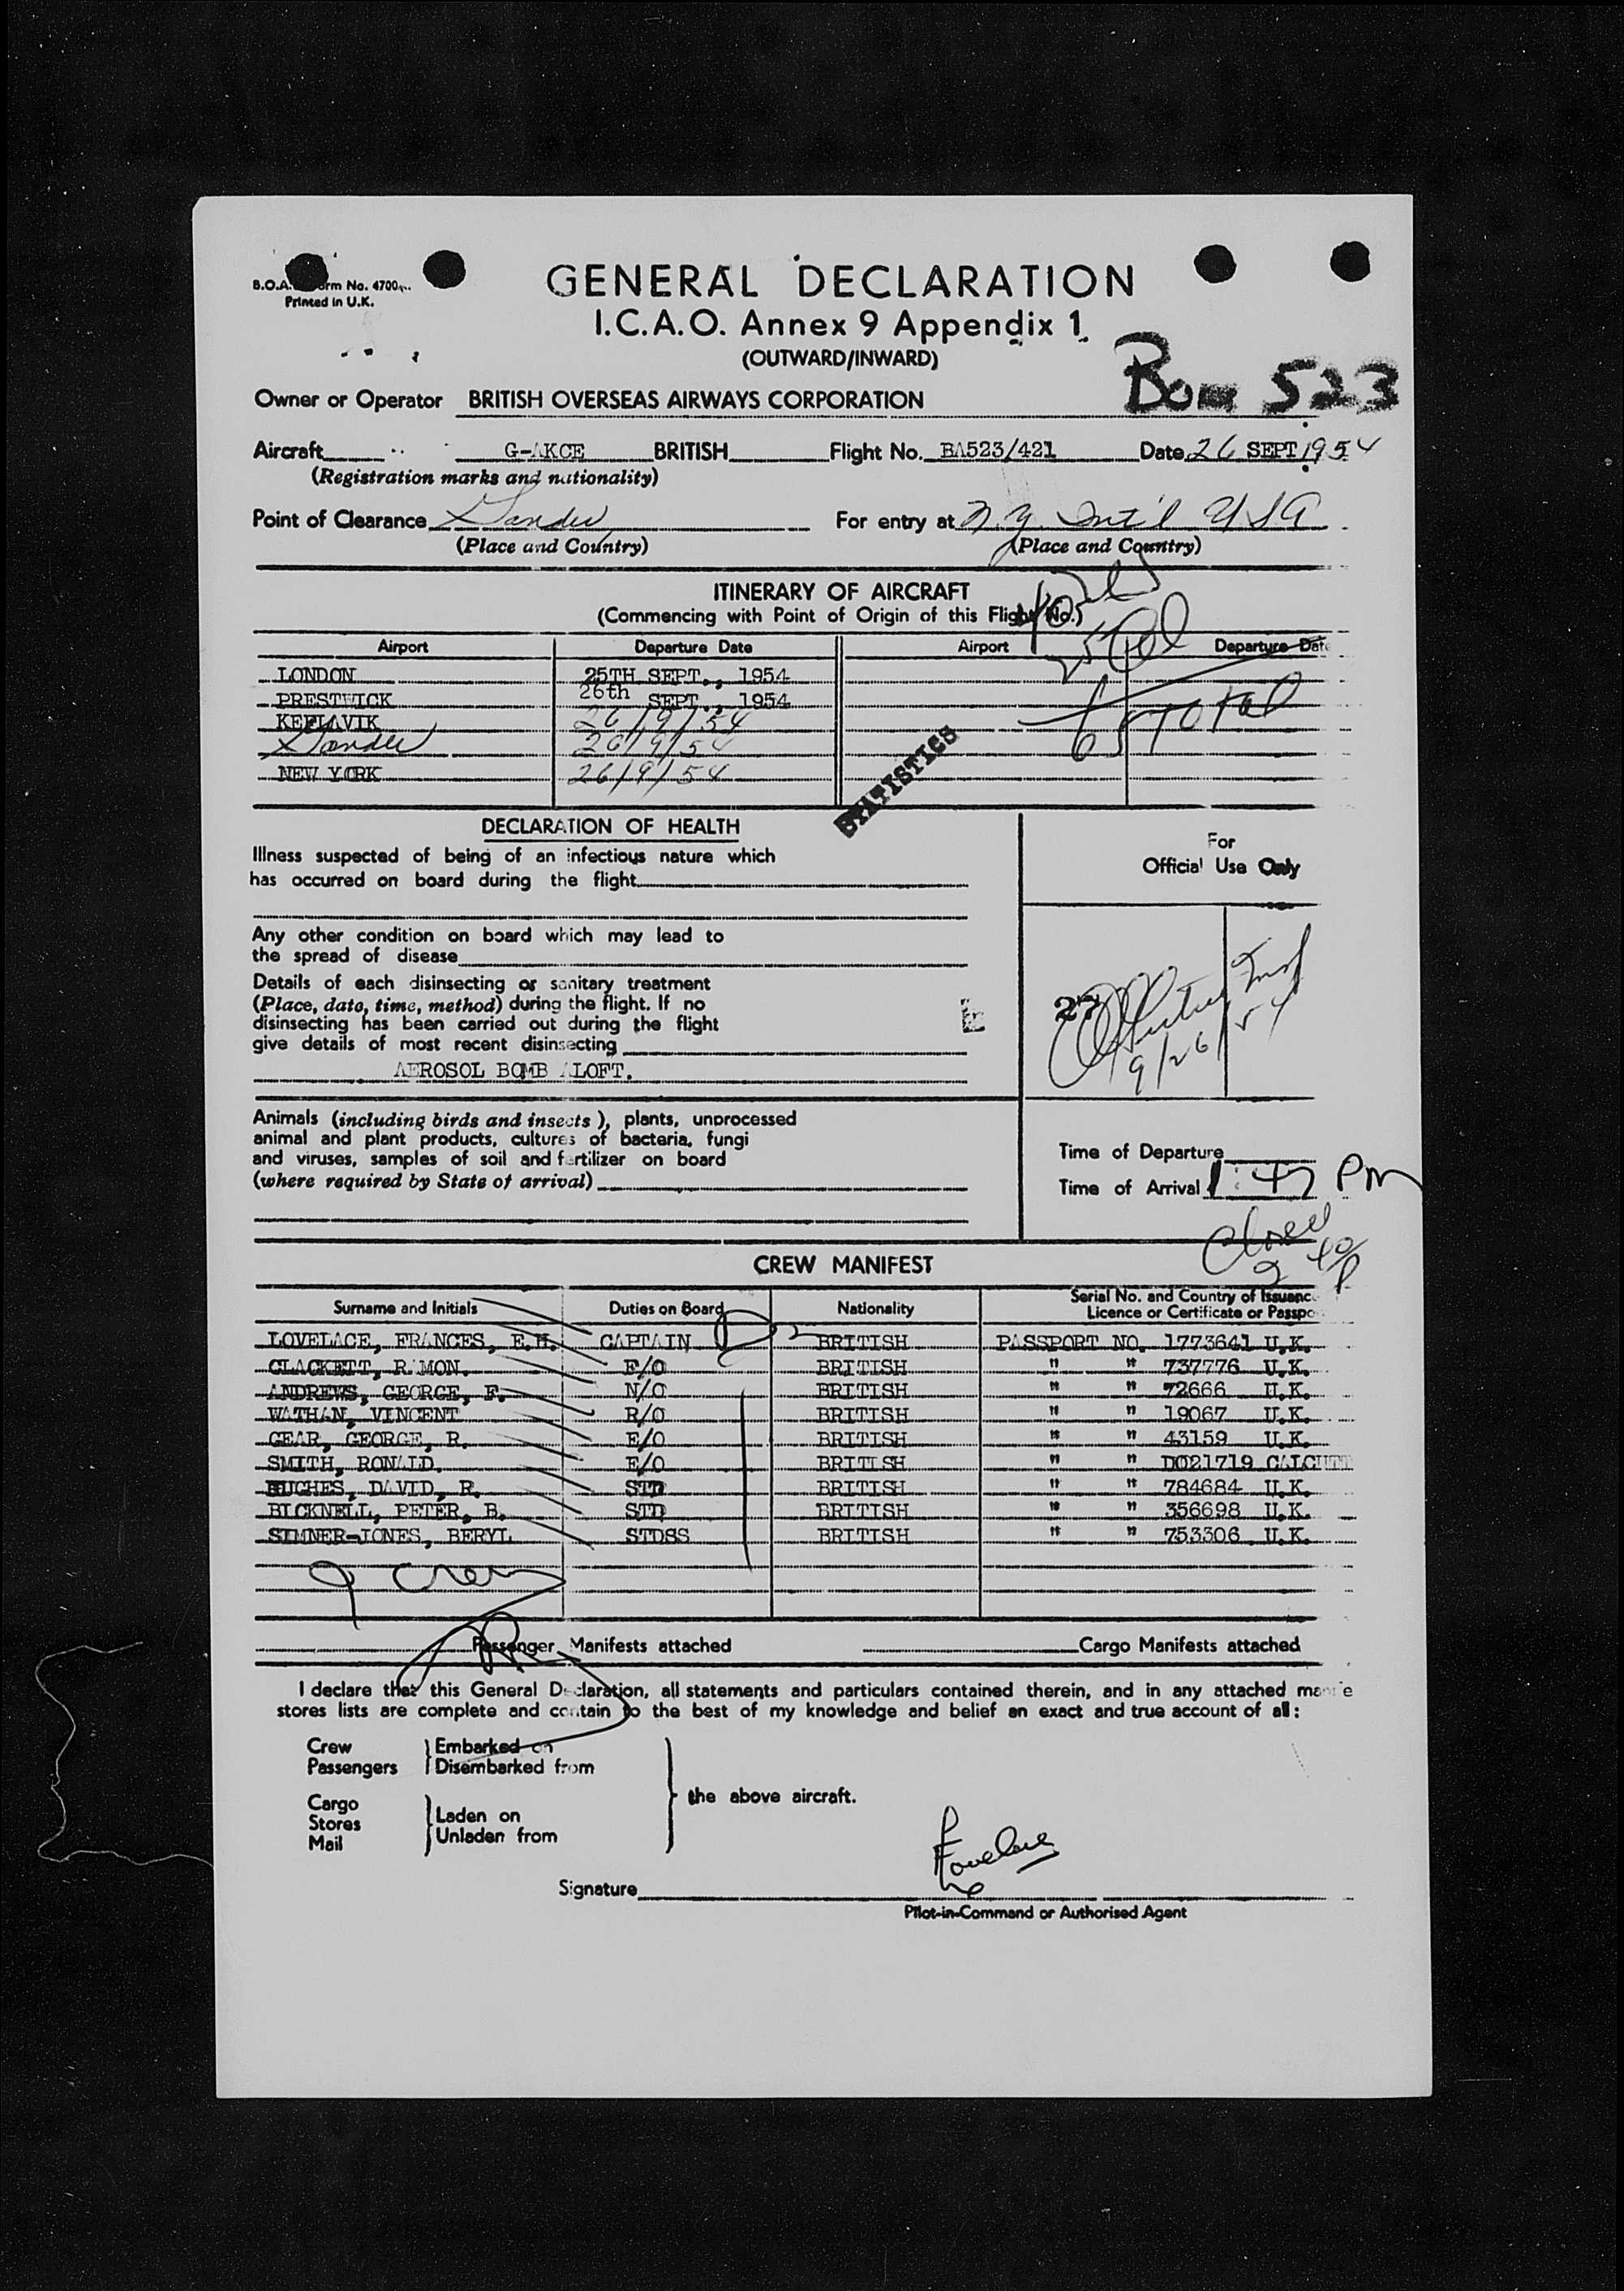 B.O.A. Form No. 4700
Printed in U.K.
GENERAL DECLARATION
I.C.A.O. Annex 9 Appendix 1
(OUTWARD/INWARD)
523
Owner or Operator BRITISH OVERSEAS AIRWAYS CORPORATION
Aircraft G-AKCE BRITISH Flight No. BA523/421 Date 26 SEPT 1954
(Registration marks and nationality)
Point of Clearance Gander For entry at N.Y. Int'l USA
(Place and Country) (Place and Country)
ITINERARY OF AIRCRAFT
(Commencing with Point of Origin of this Flight No.)
Airport Departure Date Airport Departure Date
LONDON 25TH SEPT., 1954
PRESTWICK 26th SEPT., 1954
KEFLAVIK 26/9/54
Gander 26/9/54
NEW YORK 26/9/54
65 Total
STATISTICS
DECLARATION OF HEALTH
For
Official Use Only
Illness suspected of being of an infectious nature which
has occurred on board during the flight
Any other condition on board which may lead to
the spread of disease
Details of each disinsecting or sanitary treatment
(Place, date, time, method) during the flight. If no
disinsecting has been carried out during the flight
give details of most recent disinsecting
AEROSOL BOMB ALOFT.
9/26/54
Animals (including birds and insects), plants, unprocessed
animal and plant products, cultures of bacteria, fungi
and viruses, samples of soil and fertilizer on board
(where required by State of arrival)
Time of Departure
Time of Arrival 1:47 PM
Closed
2 40 P
CREW MANIFEST
Surname and Initials Duties on Board Nationality Serial No. and Country of Issuance
Licence or Certificate or Passpo
LOVELACE, FRANCES, E.H. CAPTAIN BRITISH PASSPORT NO. 1773641 U.K.
CLACKETT, RAMON. F/O BRITISH " " 737776 U.K.
ANDREWS, GEORGE, F. N/O BRITISH " " 72666 U.K.
WATHAN, VINCENT R/O BRITISH " " 19067 U.K.
GEAR, GEORGE, R. E/O BRITISH " " 43159 U.K.
SMITH, RONALD. E/O BRITISH " " DO21719 CALCUTT
HUGHES, DAVID, R. STD BRITISH " " 784684 U.K.
BICKNELL, PETER, B. STD BRITISH " " 356698 U.K.
SIMNER-JONES, BERYL STDSS BRITISH " " 753306 U.K.
9 Crew
Passenger Manifests attached Cargo Manifests attached
I declare that this General Declaration, all statements and particulars contained therein, and in any attached
stores lists are complete and contain to the best of my knowledge and belief an exact and true account of all:
Crew Embarked on
Passengers Disembarked from
the above aircraft.
Cargo
Stores Laden on
Mail Unladen from
Signature Lovelace
Pilot-in-Command or Authorised Agent